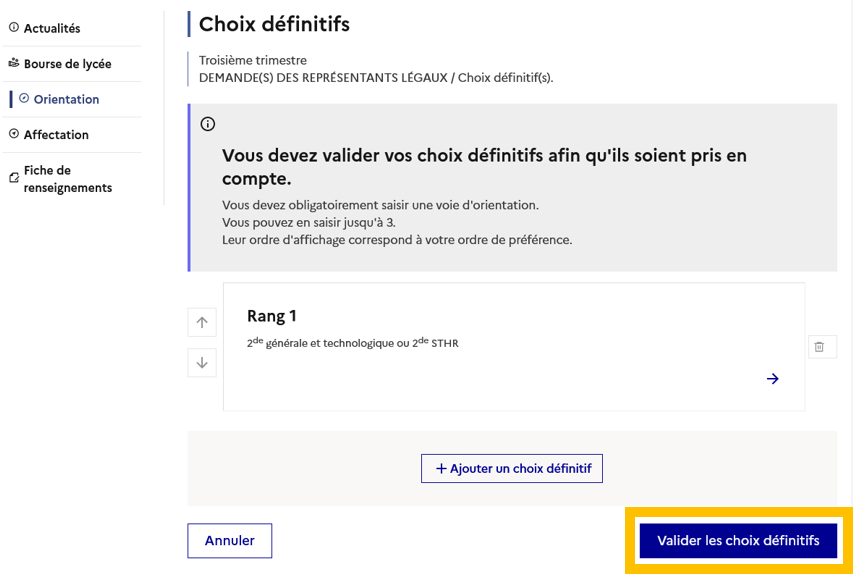 Actualités
Bourse de lycée
Orientation
Affectation
Fiche de
renseignements
Choix définitifs
Troisième trimestre
DEMANDE(S) DES REPRÉSENTANTS LÉGAUX / Choix définitif(s).
Vous devez valider vos choix définitifs afin qu'ils soient pris en
compte.
Vous devez obligatoirement saisir une voie d'orientation.
Vous pouvez en saisir jusqu'à 3.
Leur ordre d'affichage correspond à votre ordre de préférence.
Rang 1
2de générale et technologique ou 2de STHR
+ Ajouter un choix définitif
Annuler
Valider les choix définitifs